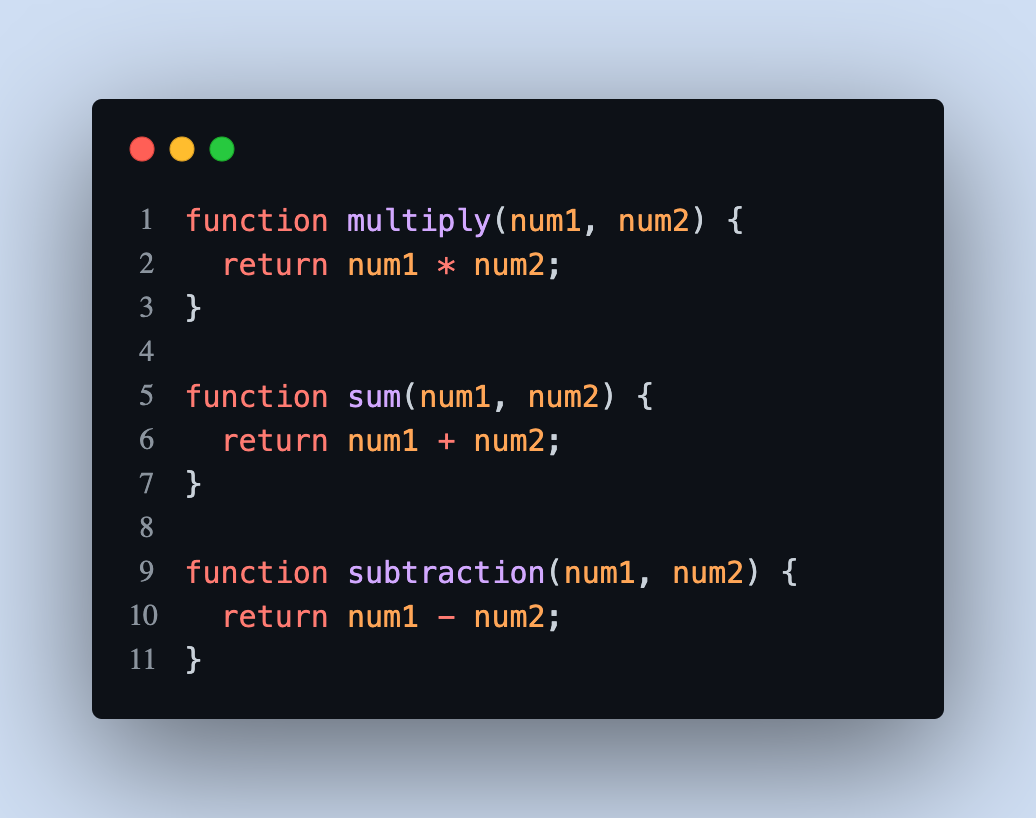 1 function multiply(num1, num2) {
2   return num1 * num2;
3 }
4
5 function sum(num1, num2) {
6   return num1 + num2;
7 }
8
9 function subtraction(num1, num2) {
10   return num1 - num2;
11 }